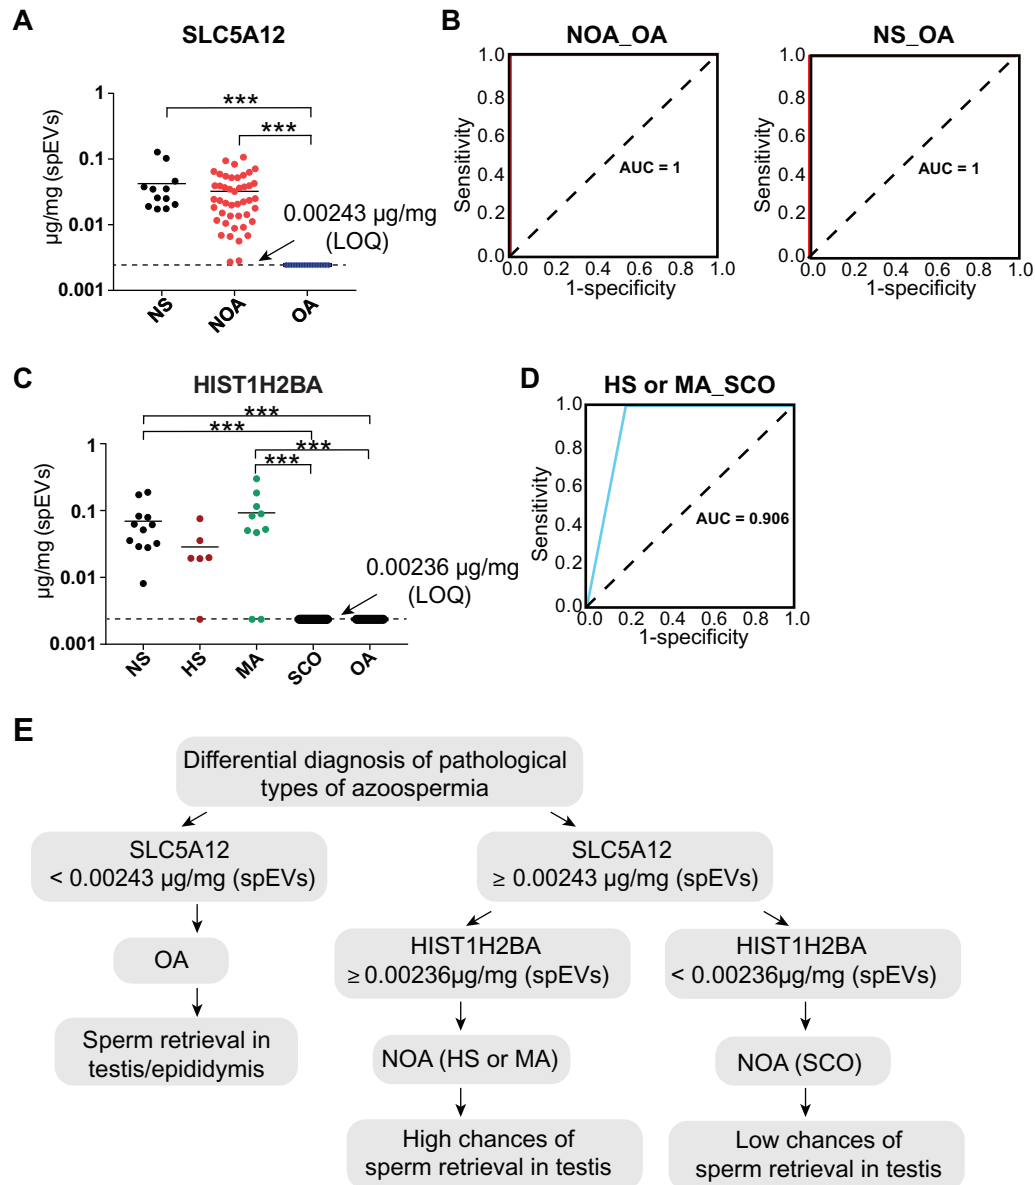 A
SLC5A12
µg/mg (spEVs)
1
0.1
0.01
0.001
***
***
0.00243 µg/mg
(LOQ)
NS
NOA
OA
B
NOA_OA
Sensitivity
1.0
0.8
0.6
0.4
0.2
0.0
AUC = 1
0.0 0.2 0.4 0.6 0.8 1.0
1-specificity
NS_OA
Sensitivity
1.0
0.8
0.6
0.4
0.2
0.0
AUC = 1
0.0 0.2 0.4 0.6 0.8 1.0
1-specificity
C
HIST1H2BA
µg/mg (spEVs)
1
0.1
0.01
0.001
***
***
***
***
0.00236 µg/mg
(LOQ)
NS
HS
MA
SCO
OA
D
HS or MA_SCO
Sensitivity
1.0
0.8
0.6
0.4
0.2
0.0
AUC = 0.906
0.0 0.2 0.4 0.6 0.8 1.0
1-specificity
E
Differential diagnosis of pathological
types of azoospermia
SLC5A12
< 0.00243 µg/mg (spEVs)
SLC5A12
≥ 0.00243 µg/mg (spEVs)
OA
HIST1H2BA
≥ 0.00236µg/mg (spEVs)
HIST1H2BA
< 0.00236µg/mg (spEVs)
Sperm retrieval in
testis/epididymis
NOA (HS or MA)
NOA (SCO)
High chances of
sperm retrieval in testis
Low chances of
sperm retrieval in testis